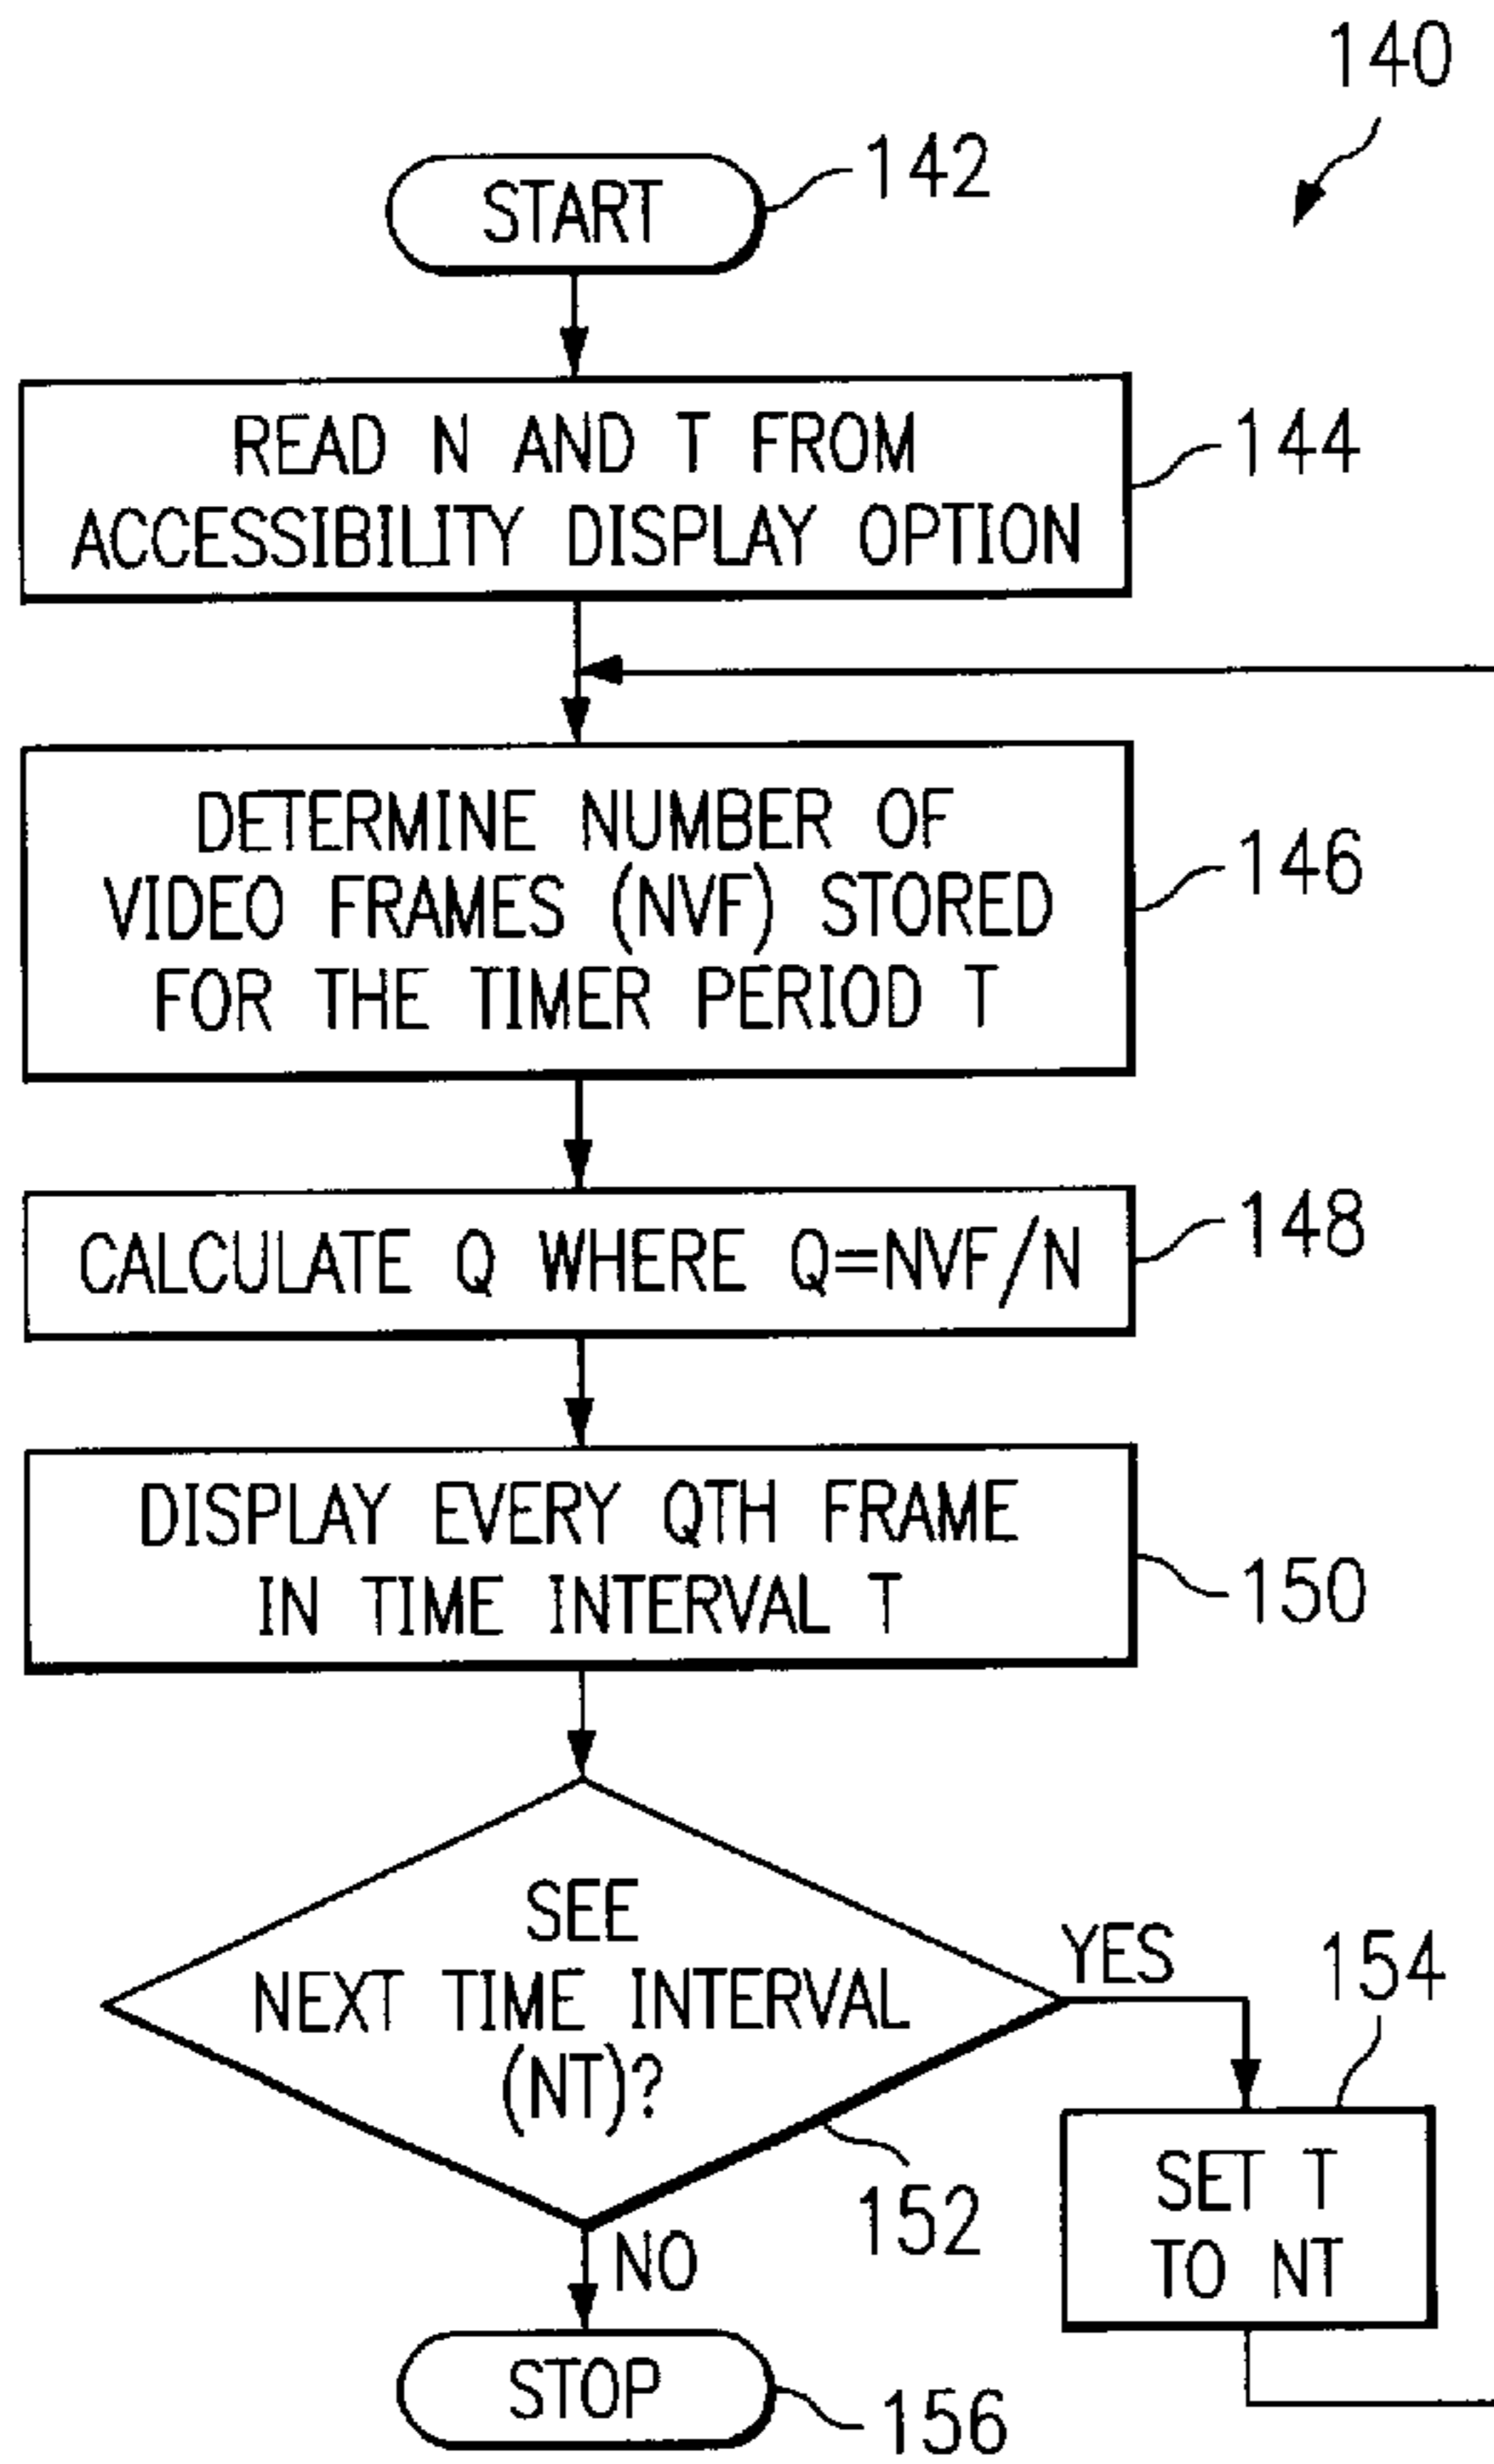 140
START
142
READ N AND T FROM
ACCESSIBILITY DISPLAY OPTION
144
DETERMINE NUMBER OF
VIDEO FRAMES (NVF) STORED
FOR THE TIMER PERIOD T
146
CALCULATE Q WHERE Q=NVF/N
148
DISPLAY EVERY QTH FRAME
IN TIME INTERVAL T
150
SEE
NEXT TIME INTERVAL
(NT)?
152
YES
154
SET T
TO NT
NO
STOP
156